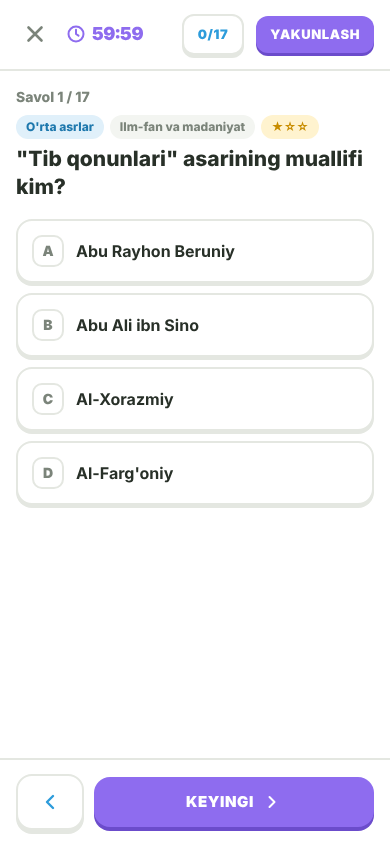 59:59
0/17
YAKUNLASH
Savol 1 / 17
O'rta asrlar
Ilm-fan va madaniyat
★☆☆
"Tib qonunlari" asarining muallifi
kim?
A
Abu Rayhon Beruniy
B
Abu Ali ibn Sino
C
Al-Xorazmiy
D
Al-Farg'oniy
KEYINGI